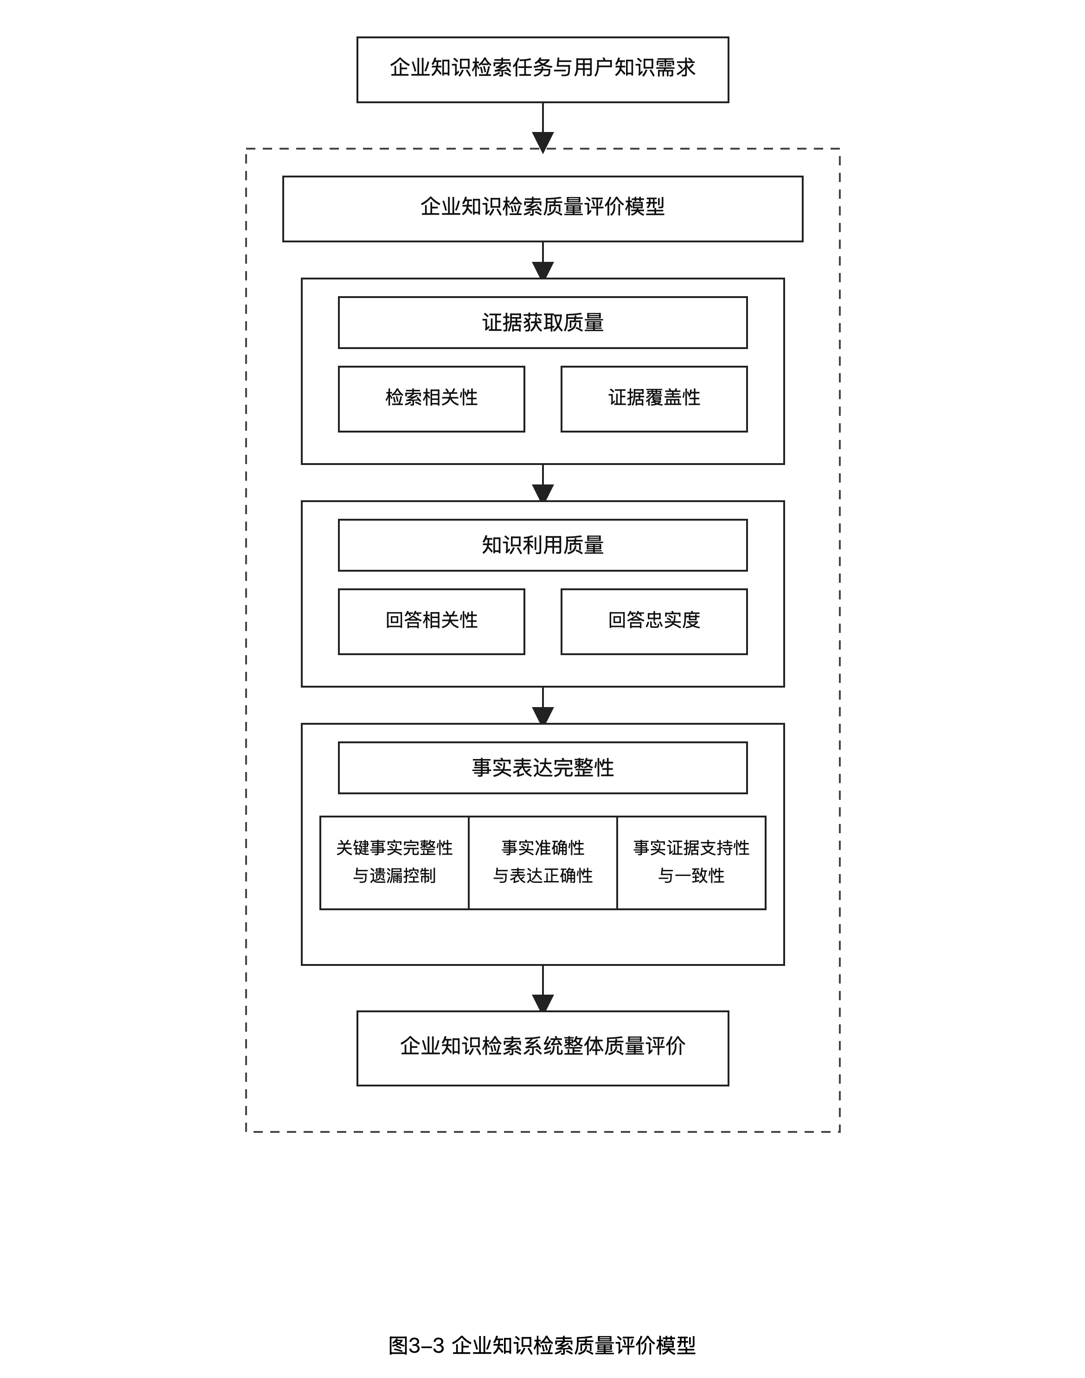 企业知识检索任务与用户知识需求
企业知识检索质量评价模型
证据获取质量
检索相关性
证据覆盖性
知识利用质量
回答相关性
回答忠实度
事实表达完整性
关键事实完整性
与遗漏控制
事实准确性
与表达正确性
事实证据支持性
与一致性
企业知识检索系统整体质量评价
图3-3 企业知识检索质量评价模型